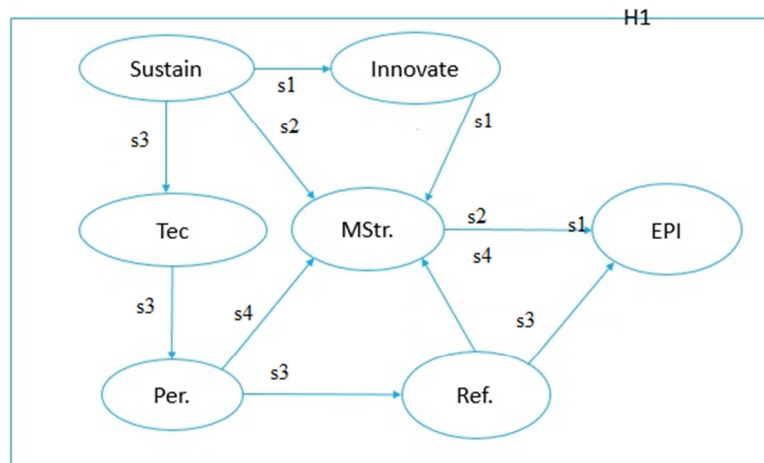 H1
Sustain
Innovate
s1
s3
s2
s1
Tec
MStr.
s2
s1
EPI
s4
s3
s4
s3
s3
Per.
Ref.